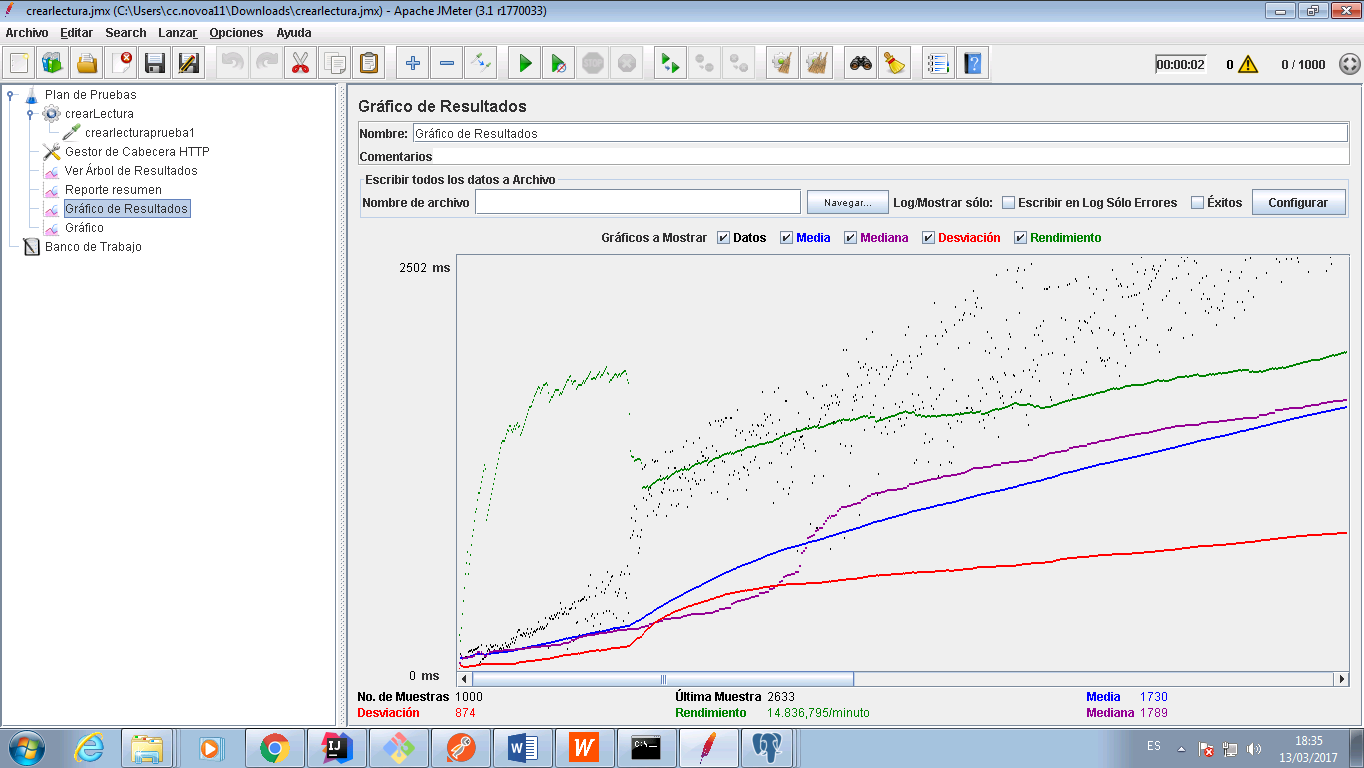 crearlectura.jmx (C:\Users\cc.novoa11\Downloads\crearlectura.jmx) - Apache JMeter (3.1 r1770033)
Archivo Editar Search Lanzar Opciones Ayuda
00:00:02 0 0 / 1000
Plan de Pruebas
crearLectura
crearlecturaprueba1
Gestor de Cabecera HTTP
Ver Árbol de Resultados
Reporte resumen
Gráfico de Resultados
Gráfico
Banco de Trabajo
Gráfico de Resultados
Nombre: Gráfico de Resultados
Comentarios
Escribir todos los datos a Archivo
Nombre de archivo Navegar... Log/Mostrar sólo: Escribir en Log Sólo Errores Éxitos Configurar
Gráficos a Mostrar Datos Media Mediana Desviación Rendimiento
2502 ms
0 ms
No. de Muestras 1000 Última Muestra 2633 Media 1730
Desviación 874 Rendimiento 14.836,795/minuto Mediana 1789
ES 18:35
13/03/2017